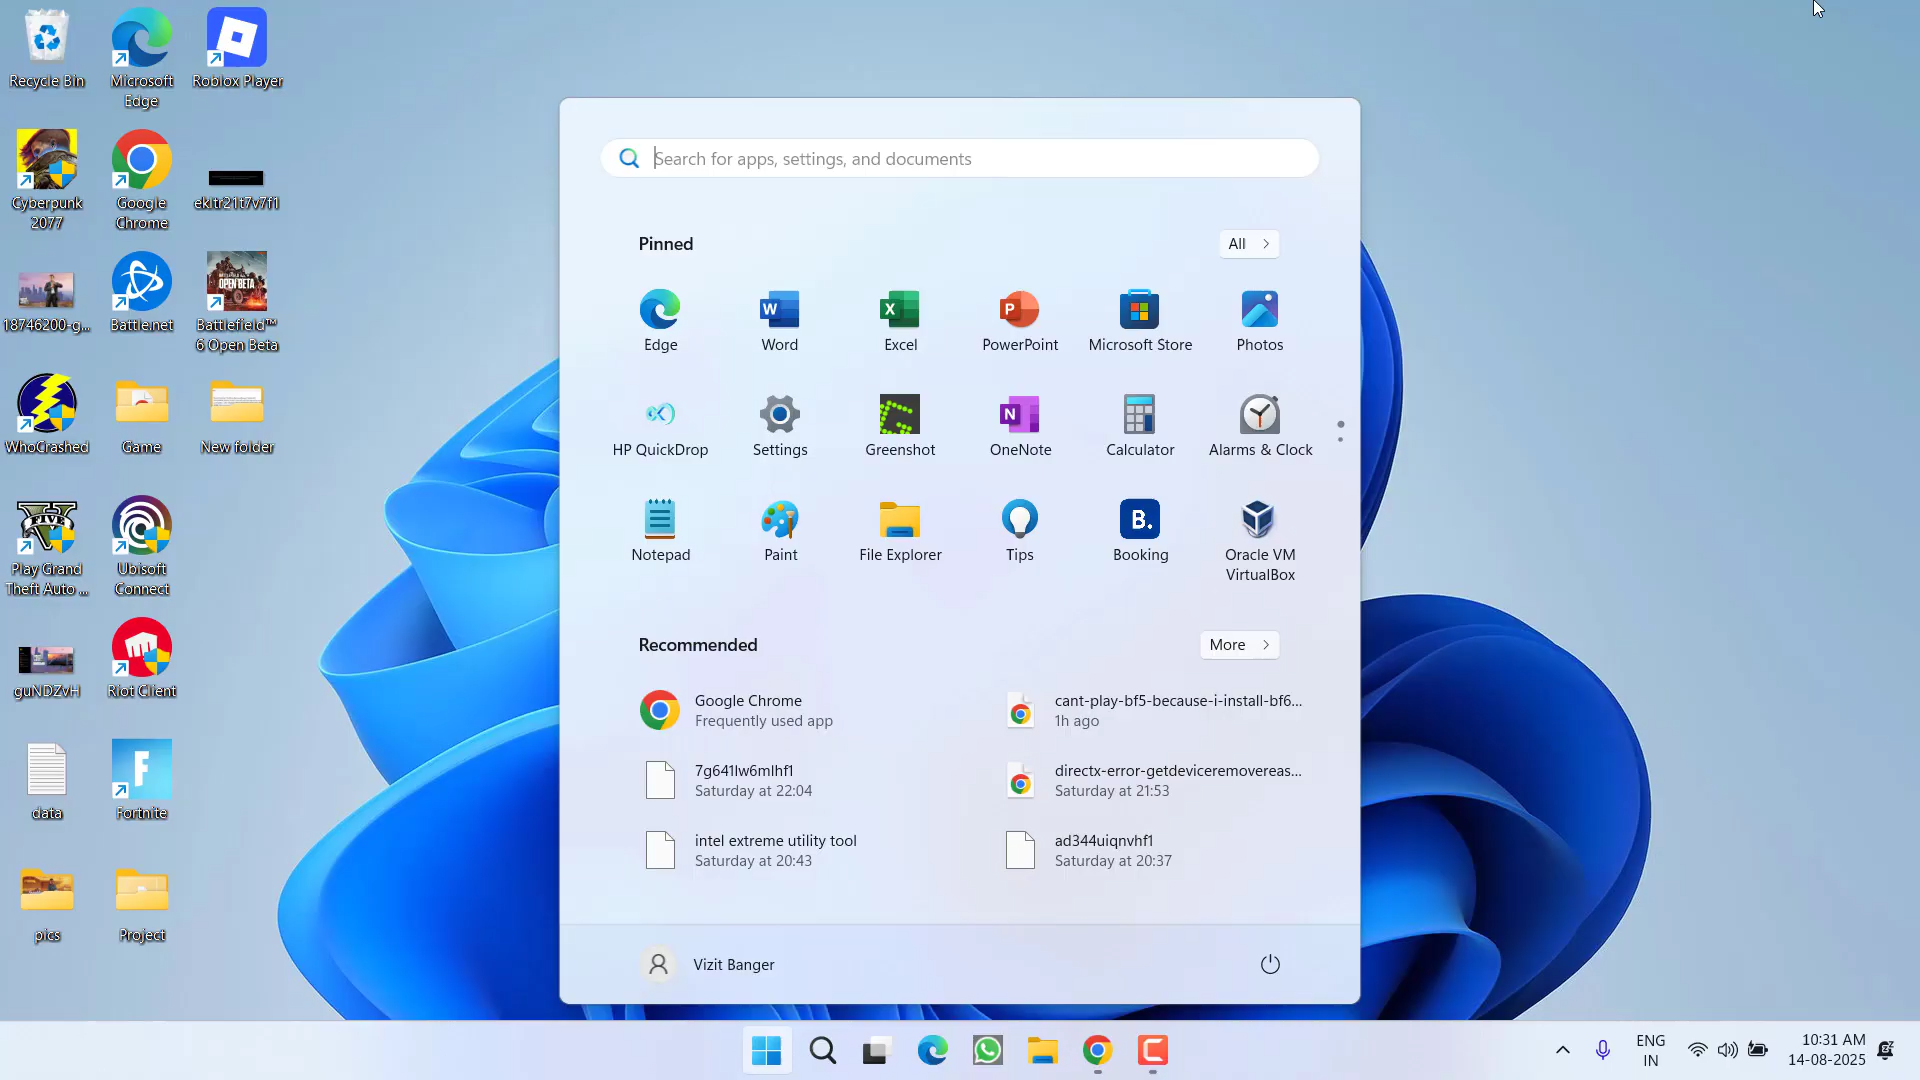 Recycle Bin
Microsoft
Edge
Roblox Player
Cyberpunk
2077
Google
Chrome
ekltr21t7v7f1
18746200-g...
Battle.net
Battlefield™
6 Open Beta
WhoCrashed
Game
New folder
Play Grand
Theft Auto ...
Ubisoft
Connect
guNDZvH
Riot Client
data
Fortnite
pics
Project
Search for apps, settings, and documents
Pinned
All
Edge
Word
Excel
PowerPoint
Microsoft Store
Photos
HP QuickDrop
Settings
Greenshot
OneNote
Calculator
Alarms & Clock
Notepad
Paint
File Explorer
Tips
Booking
Oracle VM
VirtualBox
Recommended
More
Google Chrome
Frequently used app
cant-play-bf5-because-i-install-bf6...
1h ago
7g641lw6mlhf1
Saturday at 22:04
directx-error-getdeviceremovereas...
Saturday at 21:53
intel extreme utility tool
Saturday at 20:43
ad344uiqnvhf1
Saturday at 20:37
Vizit Banger
ENG
IN
10:31 AM
14-08-2025